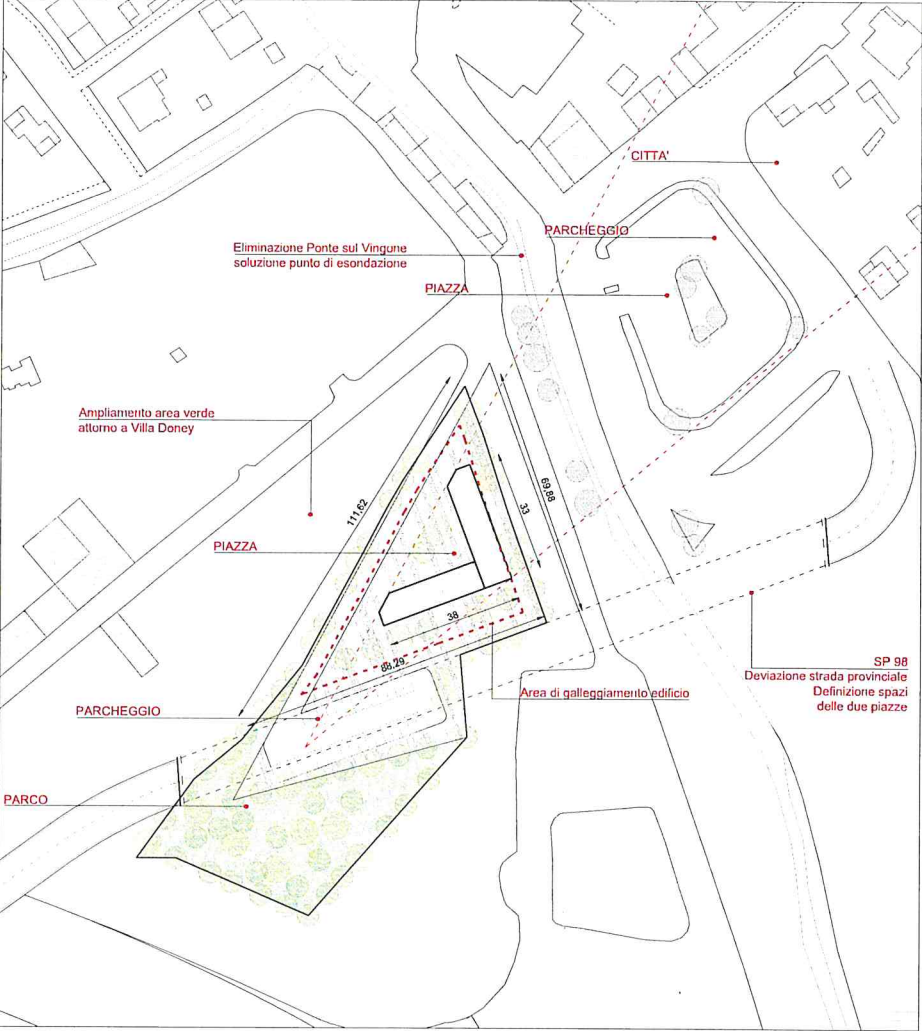 CITTA'
PARCHEGGIO
Eliminazione Ponte sul Vingone
soluzione punto di esondazione
PIAZZA
Ampliamento area verde
attorno a Villa Doney
111,62
69,88
33
PIAZZA
38
88,29
SP 98
Deviazione strada provinciale
Definizione spazi
delle due piazze
Area di galleggiamento edificio
PARCHEGGIO
PARCO